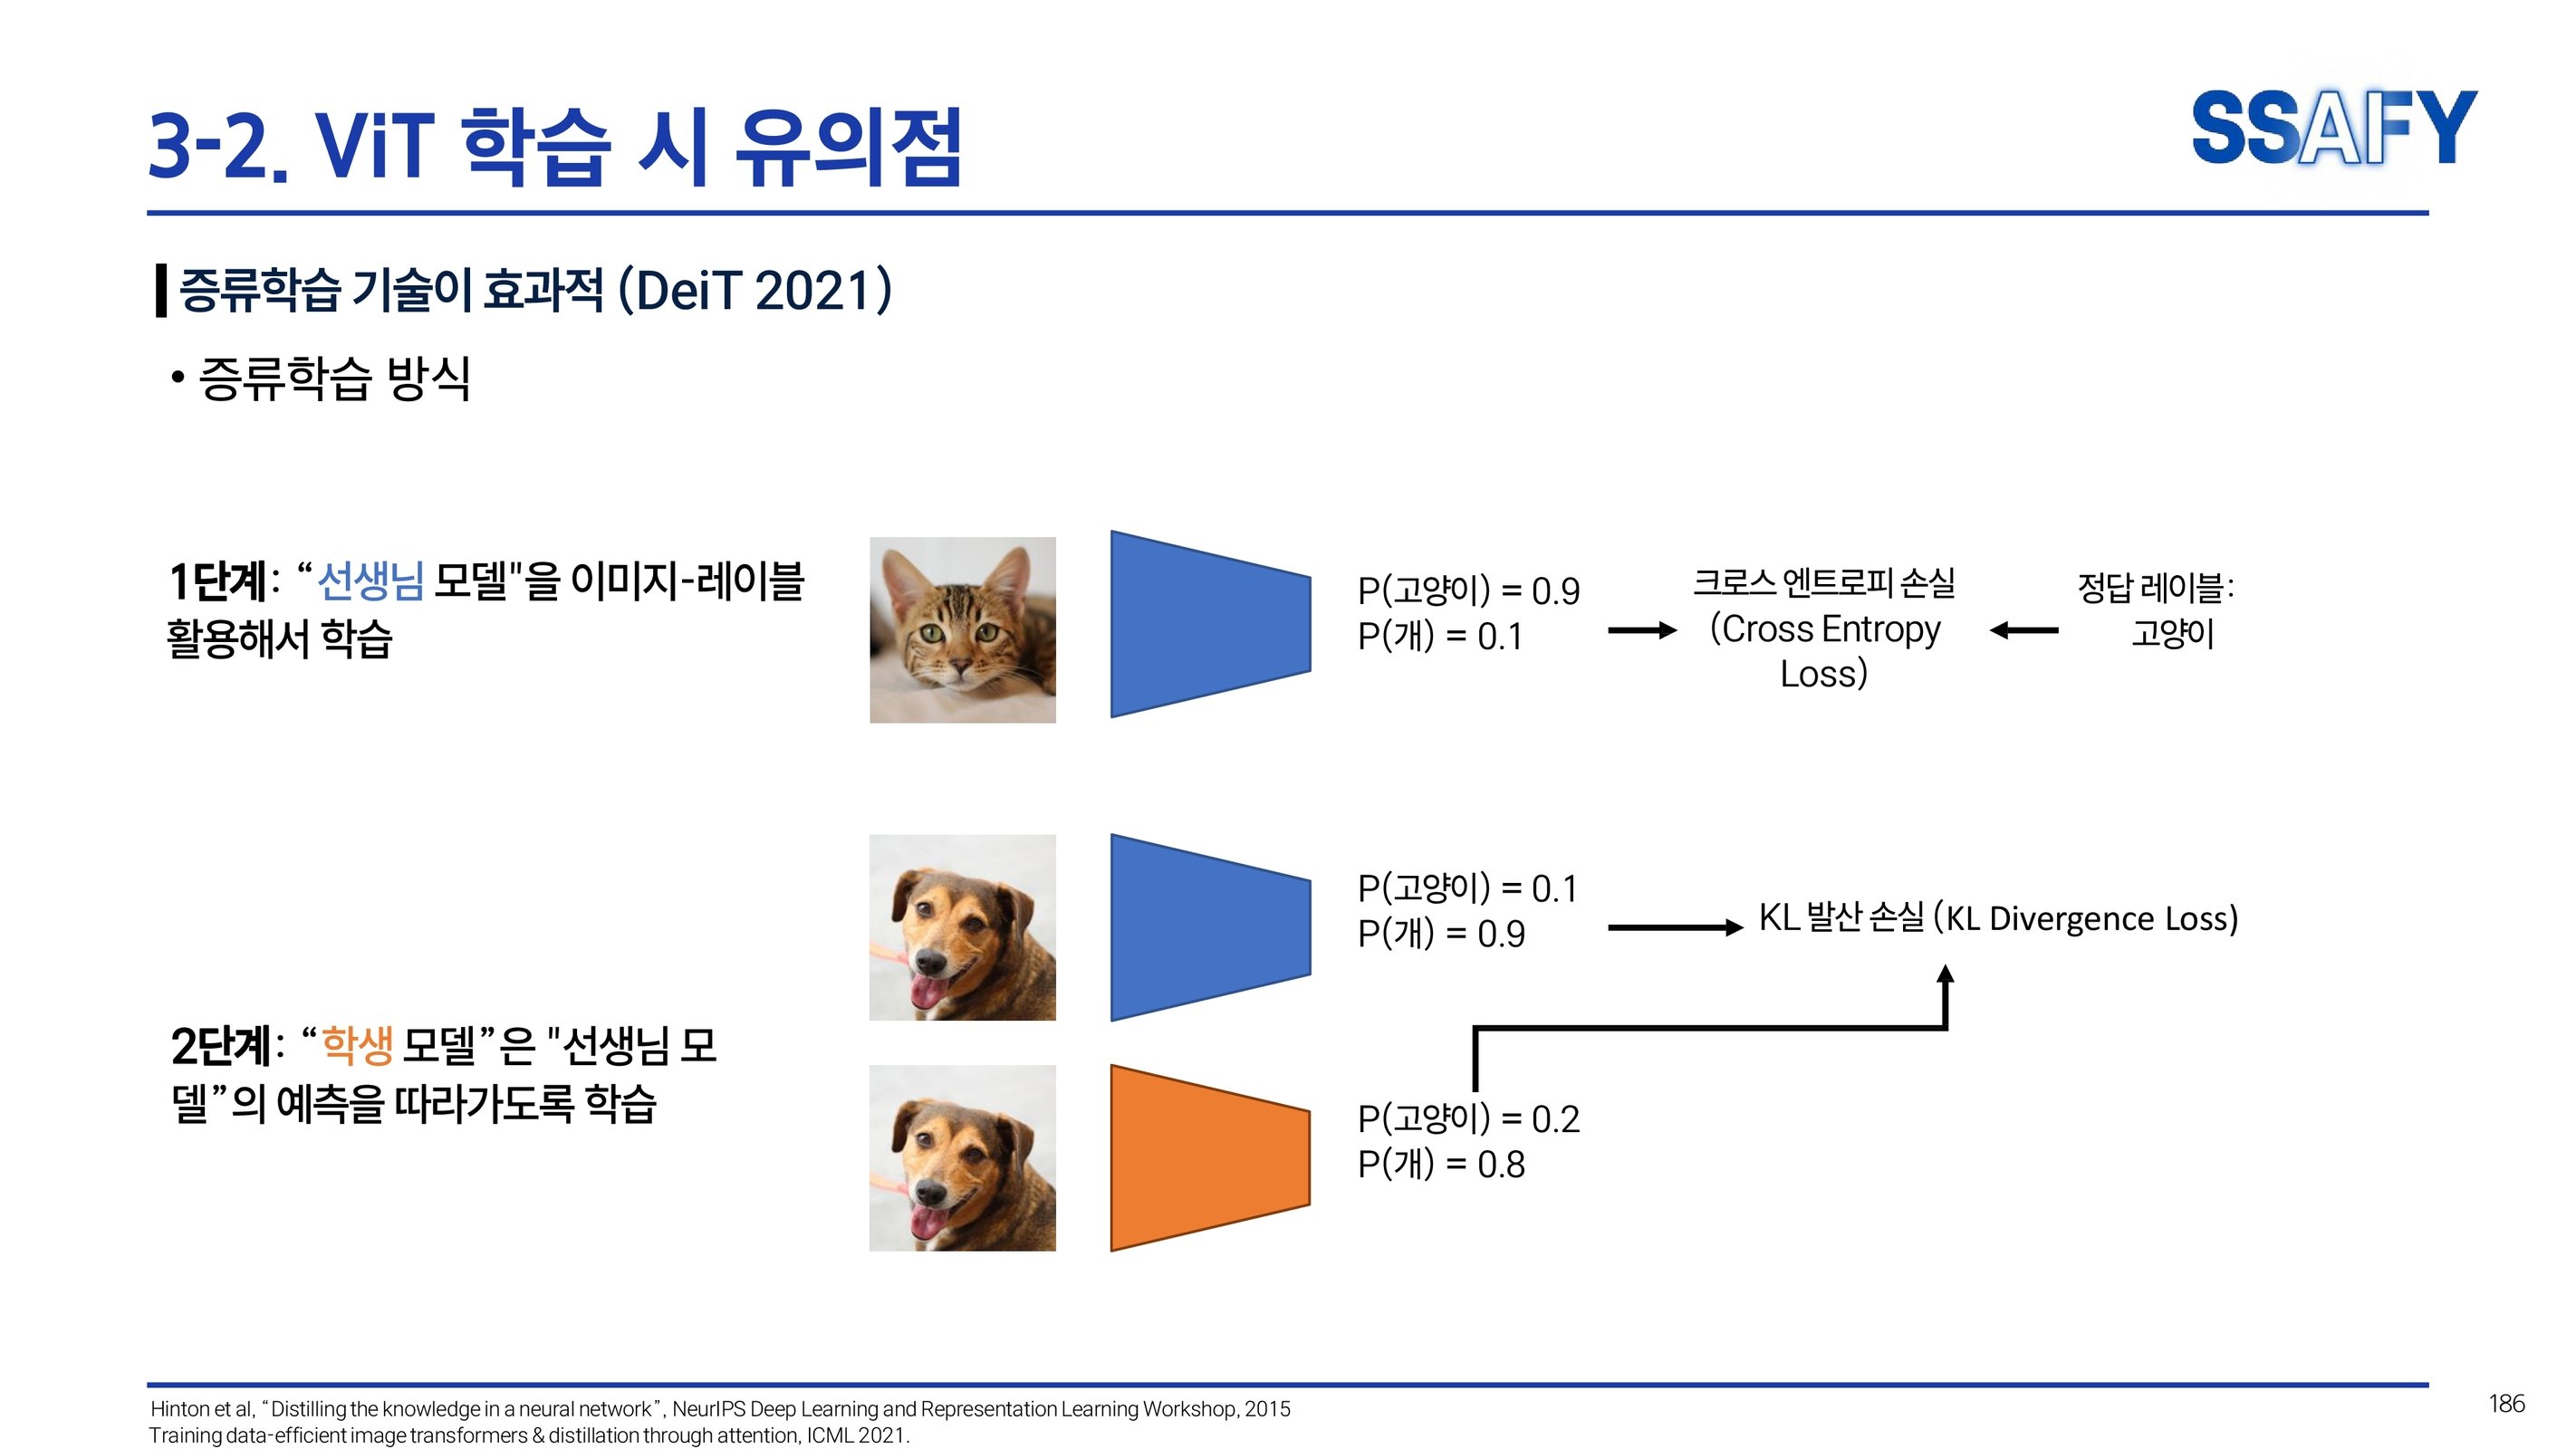 3-2. ViT 학습 시 유의점
SSAFY
증류학습 기술이 효과적 (DeiT 2021)
• 증류학습 방식
1단계: “선생님 모델"을 이미지-레이블
활용해서 학습
P(고양이) = 0.9
P(개) = 0.1
크로스 엔트로피 손실
(Cross Entropy
Loss)
정답 레이블:
고양이
P(고양이) = 0.1
P(개) = 0.9
KL 발산 손실 (KL Divergence Loss)
2단계: “학생 모델”은 "선생님 모
델”의 예측을 따라가도록 학습
P(고양이) = 0.2
P(개) = 0.8
Hinton et al, “Distilling the knowledge in a neural network”, NeurIPS Deep Learning and Representation Learning Workshop, 2015
Training data-efficient image transformers & distillation through attention, ICML 2021.
186